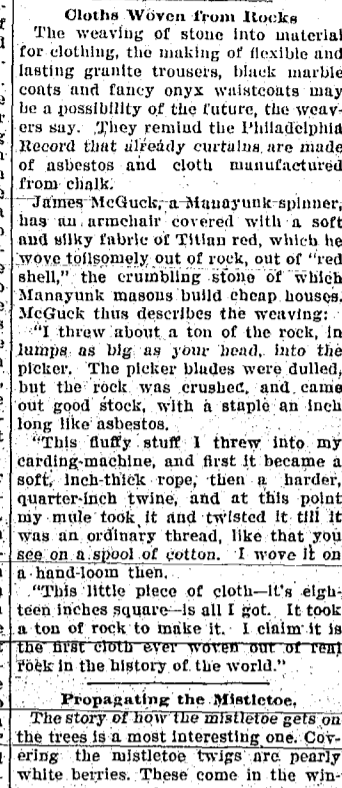 Cloths Woven from Rocks
The weaving of stone into material
for clothing, the making of flexible and
lasting granite trousers, black marble
coats and fancy onyx waistcoats may
be a possibility of the future, the weav-
ers say. They remind the Philadelphia
Record that already curtains are made
of asbestos and cloth manufactured
from chalk.
James McGuck, a Manayunk spinner,
has an armchair covered with a soft
and silky fabric of Titian red, which he
wove toilsomely out of rock, out of "red
shell," the crumbling stone of which
Manayunk masons build cheap houses.
McGuck thus describes the weaving:
"I threw about a ton of the rock, in
lumps as big as your head, into the
picker. The picker blades were dulled,
but the rock was crushed, and came
out good stock, with a staple an inch
long like asbestos.
"This fluffy stuff I threw into my
carding-machine, and first it became a
soft, inch-thick rope, then a harder,
quarter-inch twine, and at this point
my mule took it and twisted it till it
was an ordinary thread, like that you
see on a spool of cotton. I wove it on
a hand-loom then.
"This little piece of cloth—it's eigh-
teen inches square—is all I got. It took
a ton of rock to make it. I claim it is
the first cloth ever woven out of real
rock in the history of the world."
Propagating the Mistletoe.
The story of how the mistletoe gets on
the trees is a most interesting one. Cov-
ering the mistletoe twigs are pearly
white berries. These come in the win-